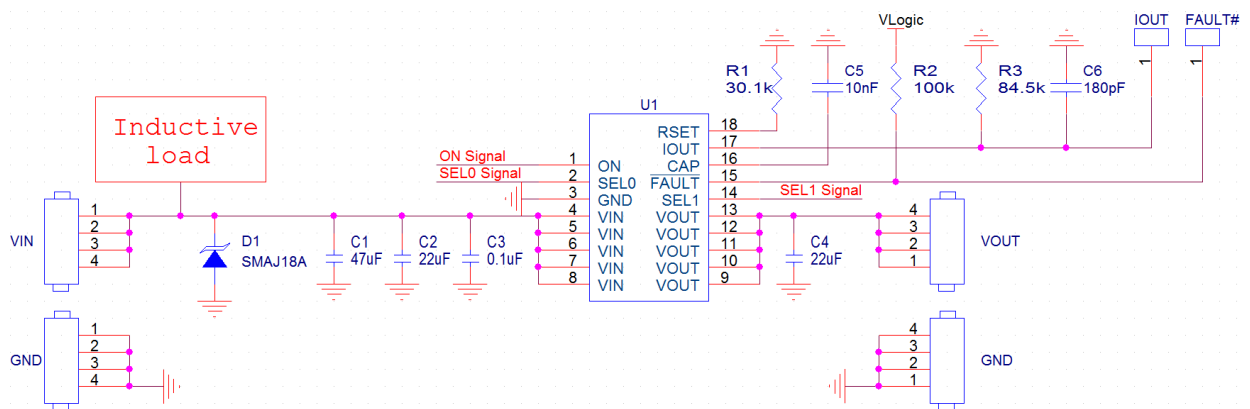 VLogic
IOUT
FAULT#
1
1
R1
30.1k
C5
10nF
R2
100k
R3
84.5k
C6
180pF
Inductive
load
U1
ON Signal
SEL0 Signal
SEL1 Signal
1
2
3
4
5
6
7
8
ON
SEL0
GND
VIN
VIN
VIN
VIN
VIN
RSET
IOUT
CAP
FAULT
SEL1
VOUT
VOUT
VOUT
VOUT
VOUT
18
17
16
15
14
13
12
11
10
9
VIN
1
2
3
4
D1
SMAJ18A
C1
47uF
C2
22uF
C3
0.1uF
C4
22uF
4
3
2
1
VOUT
GND
1
2
3
4
4
3
2
1
GND